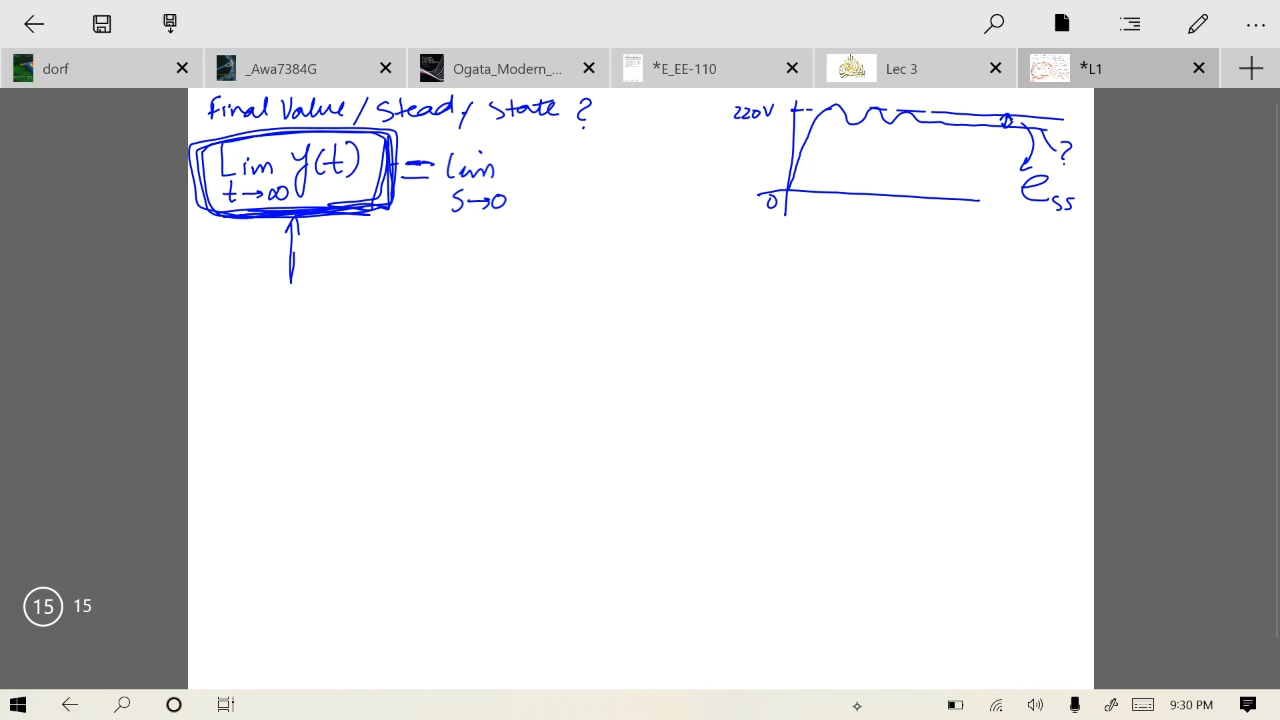 dorf
_Awa7384G
Ogata_Modern_...
*E_EE-110
Lec 3
*L1
Final Value / Steady State ?
Lim y(t) = lim
t→∞ S→0
220V
0
?
ess
15 15
9:30 PM